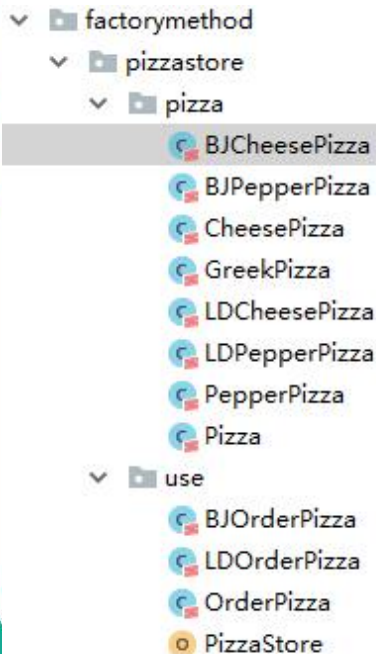 factorymethod
pizzastore
pizza
BJCheesePizza
BJPepperPizza
CheesePizza
GreekPizza
LDCheesePizza
LDPepperPizza
PepperPizza
Pizza
use
BJOrderPizza
LDOrderPizza
OrderPizza
PizzaStore